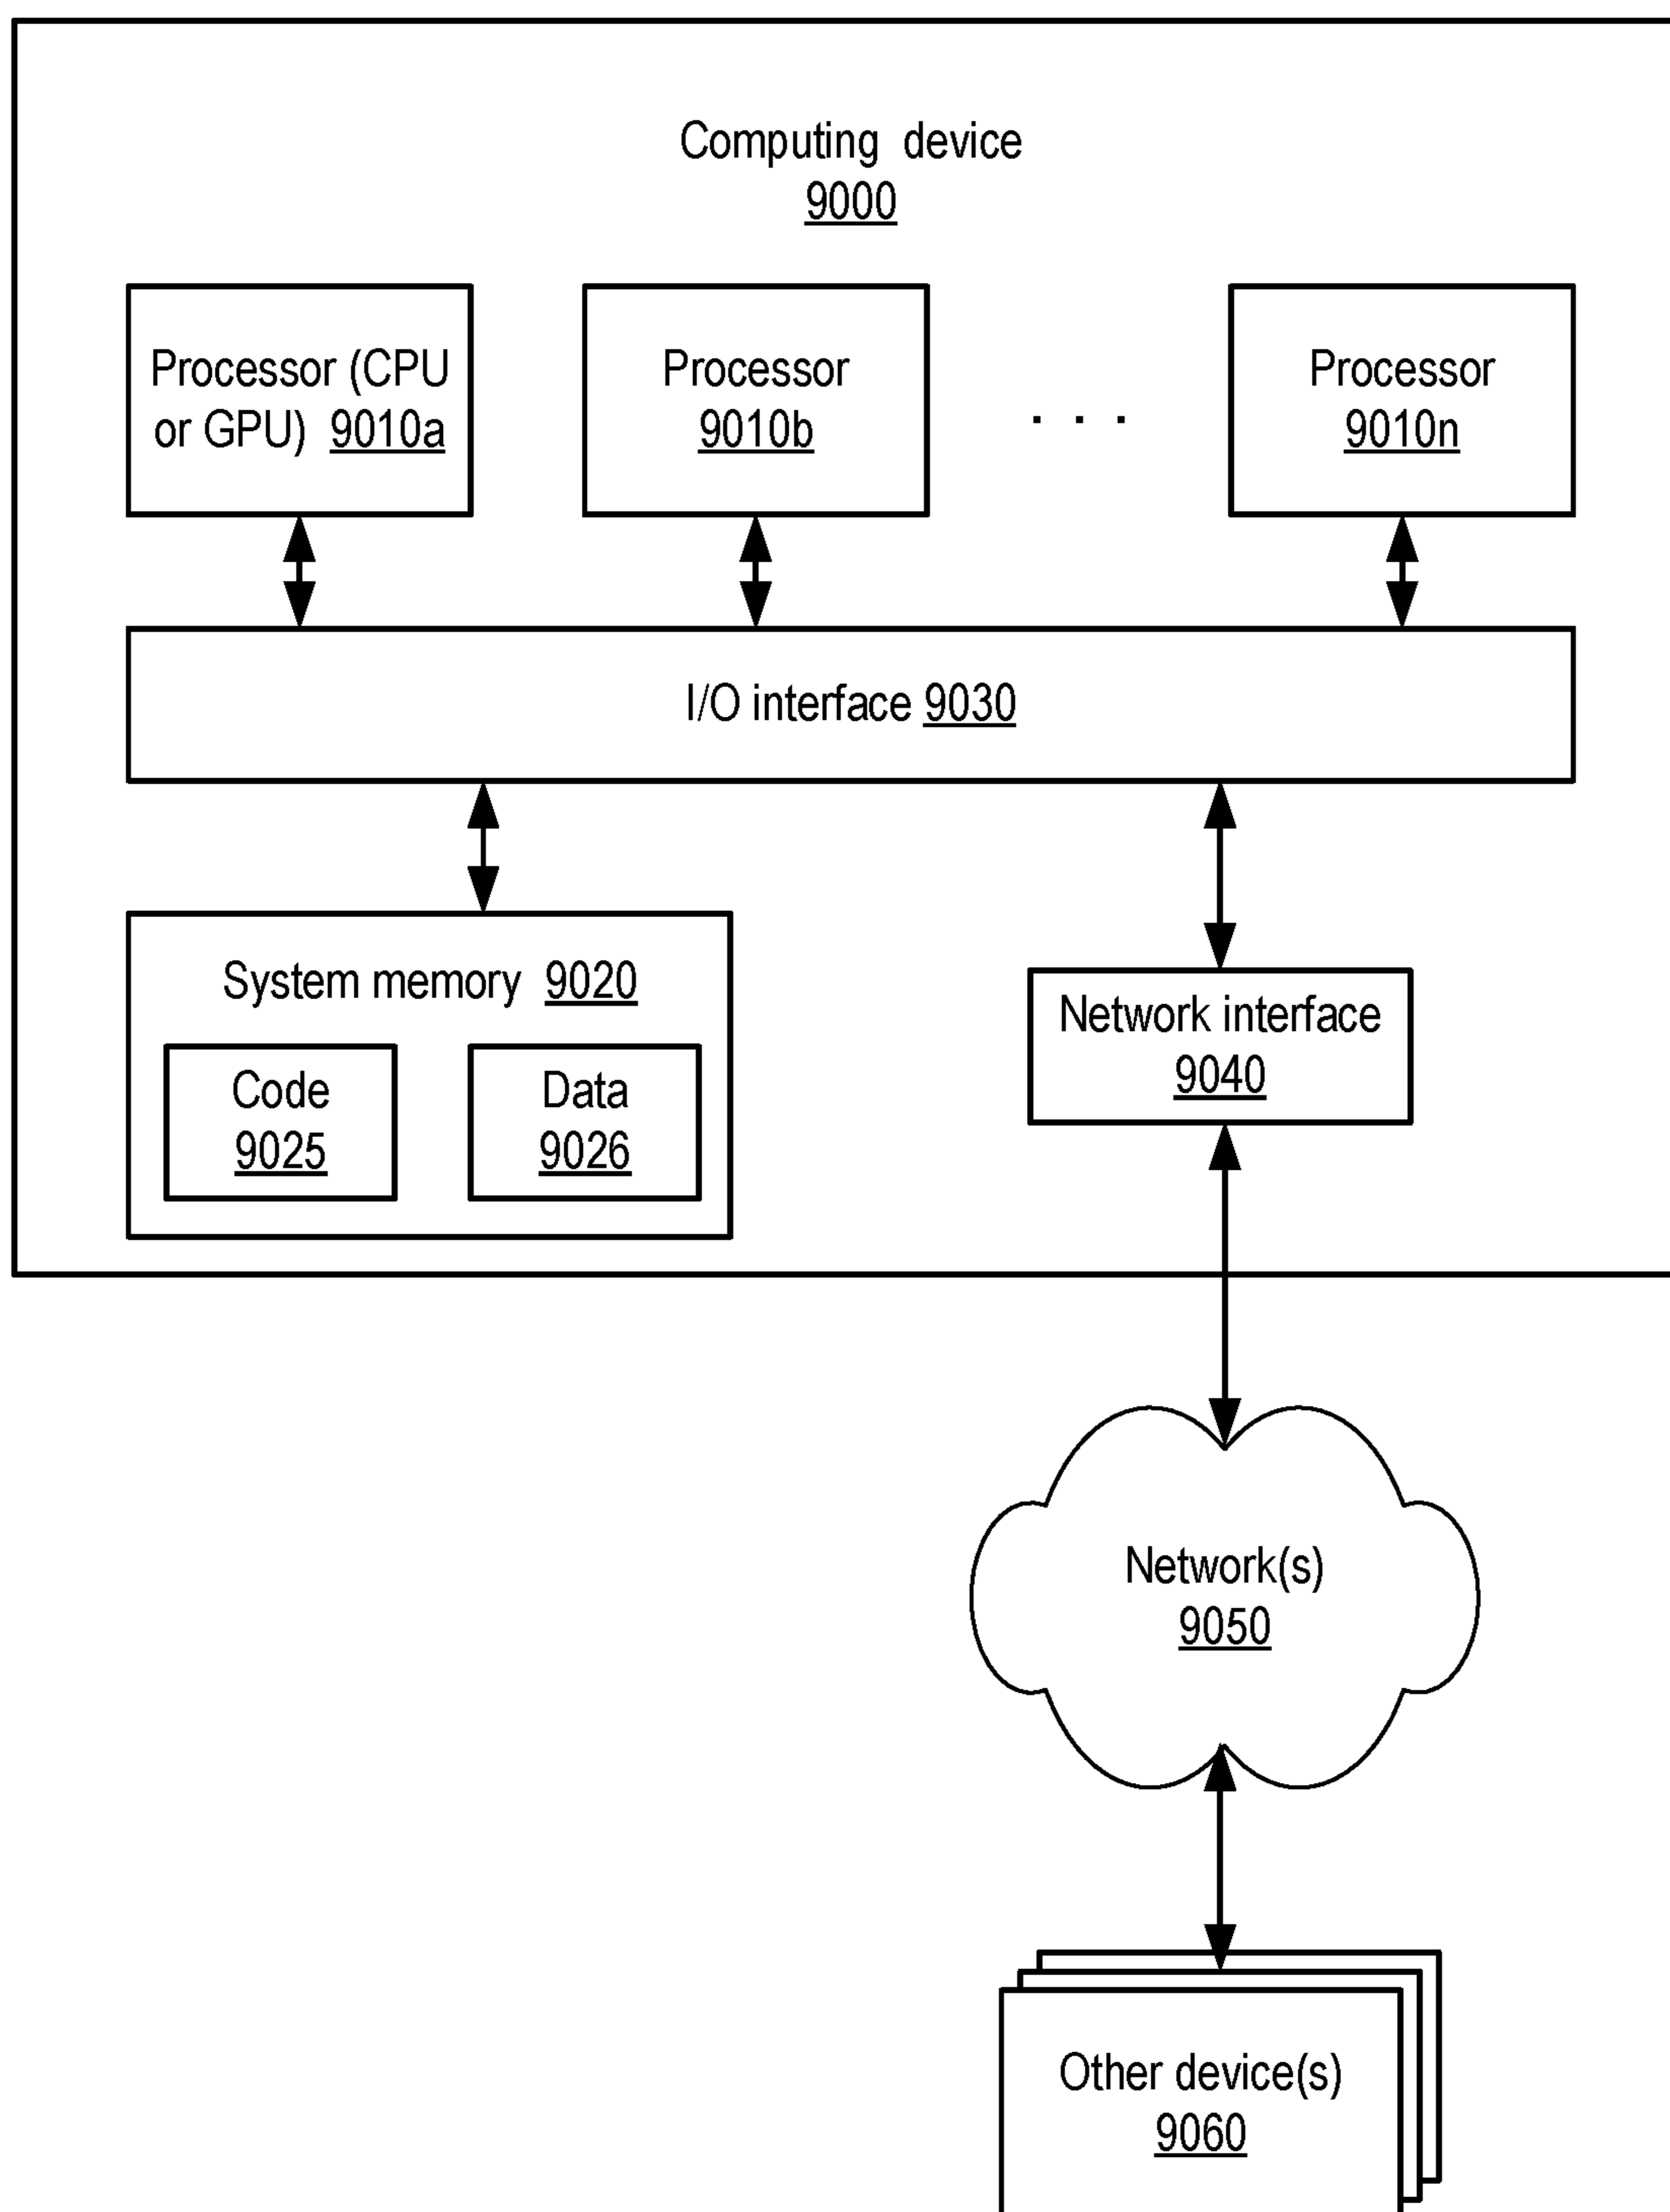 Computing device
9000
Processor (CPU
or GPU) 9010a
Processor
9010b
. . .
Processor
9010n
I/O interface 9030
System memory 9020
Code
9025
Data
9026
Network interface
9040
Network(s)
9050
Other device(s)
9060